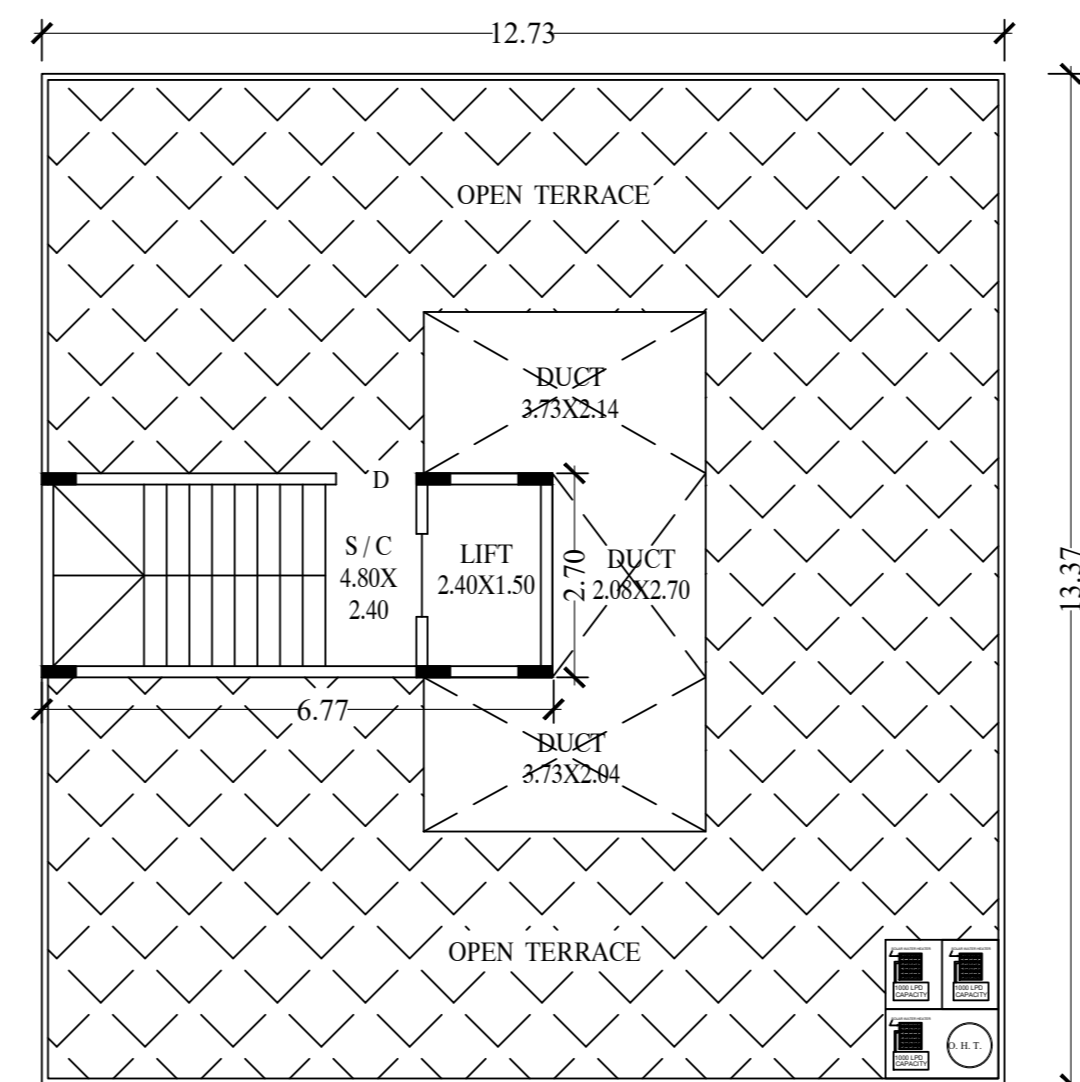 12.73
OPEN TERRACE
DUCT
3.73X2.14
D
S / C
4.80X
2.40
LIFT
2.40X1.50
2.70
DUCT
2.08X2.70
13.37
6.77
DUCT
3.73X2.04
OPEN TERRACE
1000 LPD
CAPACITY
1000 LPD
CAPACITY
1000 LPD
CAPACITY
O. H. T.